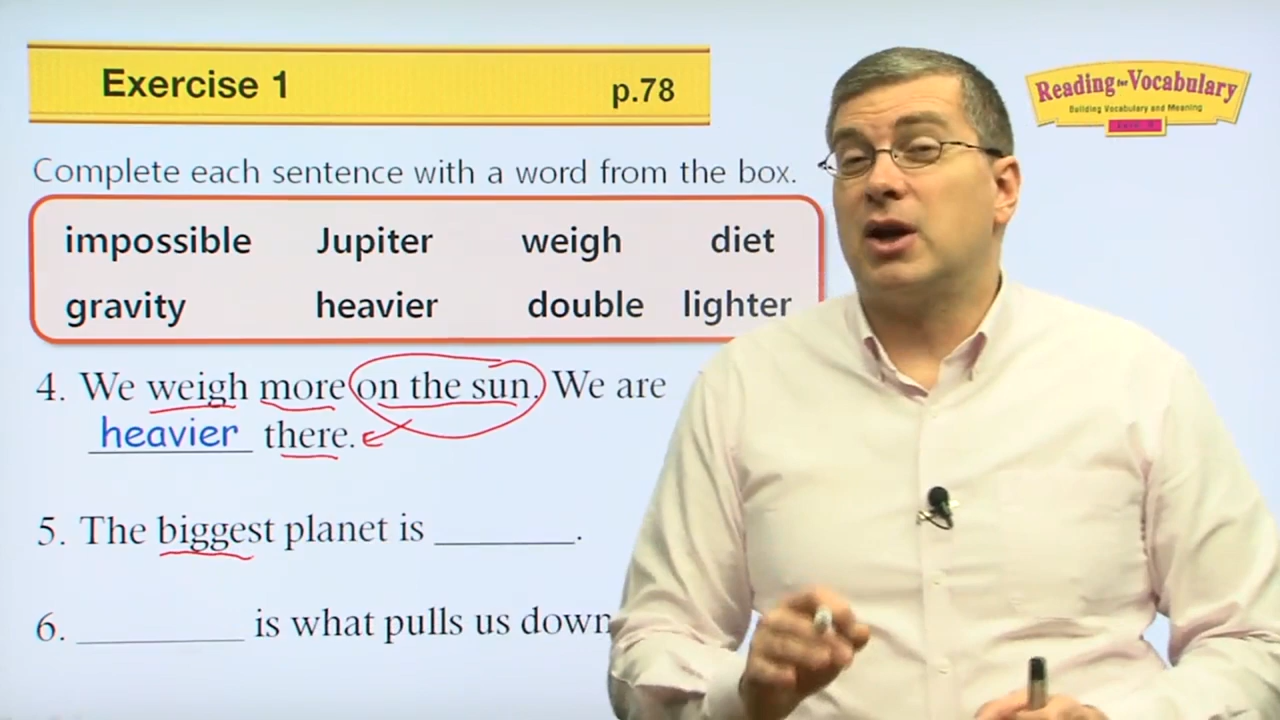 Exercise 1 p.78
Reading for Vocabulary
Building Vocabulary and Meaning
Complete each sentence with a word from the box.
impossible Jupiter weigh diet
gravity heavier double lighter
4. We weigh more on the sun. We are
heavier there.
5. The biggest planet is ________.
6. __________ is what pulls us down